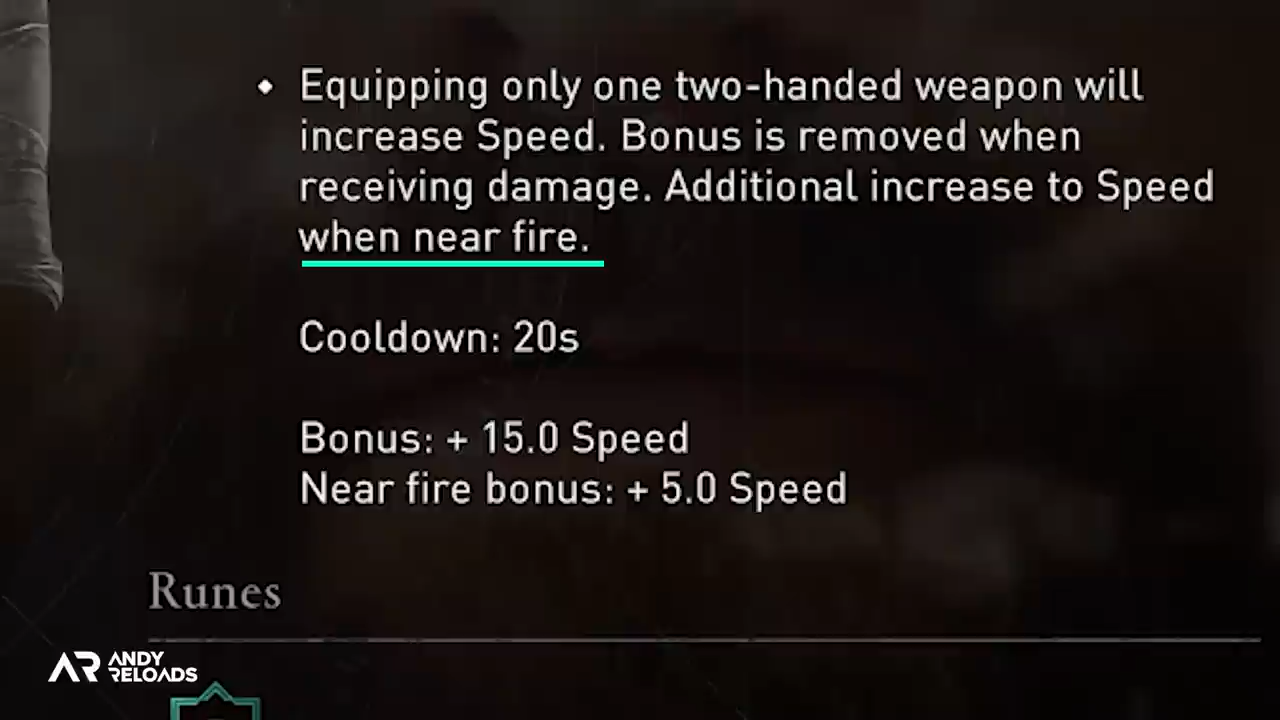 Equipping only one two-handed weapon will
increase Speed. Bonus is removed when
receiving damage. Additional increase to Speed
when near fire.
Cooldown: 20s
Bonus: + 15.0 Speed
Near fire bonus: + 5.0 Speed
Runes
AR ANDY
RELOADS